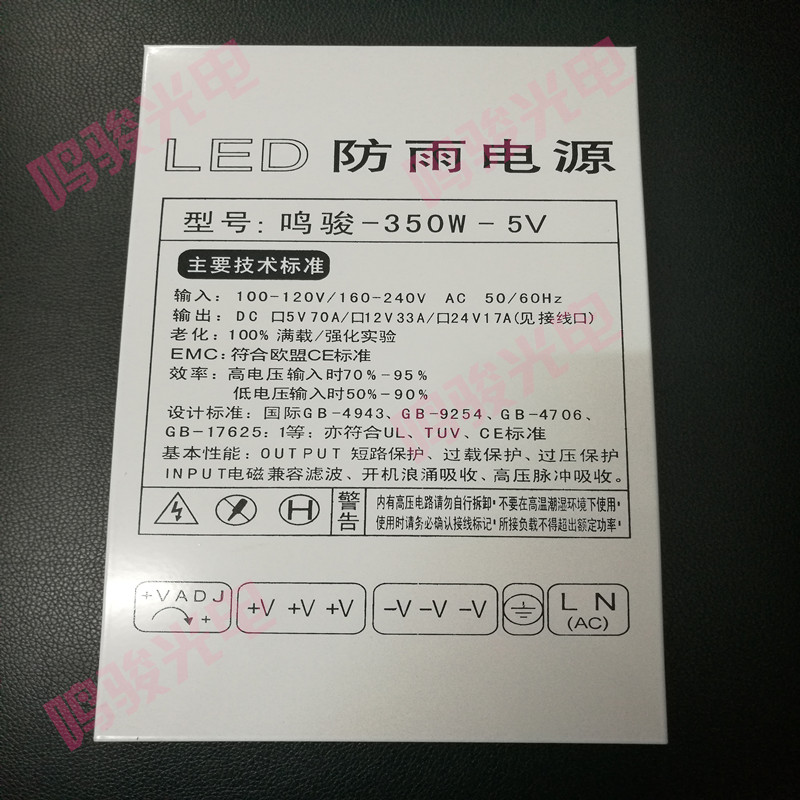 鸣骏光电
鸣骏光电
LED 防雨电源
型号: 鸣骏-350W-5V
主要技术标准
输入: 100-120V/160-240V AC 50/60Hz
输出: DC 口5V70A/口12V33A/口24V17A(见接线口)
老化: 100% 满载/强化实验
EMC: 符合欧盟CE标准
效率: 高电压输入时70%-95%
低电压输入时50%-90%
设计标准: 国际GB-4943、GB-9254、GB-4706、
GB-17625: 1等; 亦符合UL、TUV、CE标准
基本性能: OUTPUT 短路保护、过载保护、过压保护
INPUT电磁兼容滤波、开机浪涌吸收、高压脉冲吸收。
H
警告
内有高压电路请勿自行拆卸•不要在高温潮湿环境下使用•
使用时请务必确认接线标记•所接负载不得超出额定功率•
鸣骏光电
+VADJ
+
+V +V +V
-V -V -V
L N
(AC)
鸣骏光电
鸣骏光电